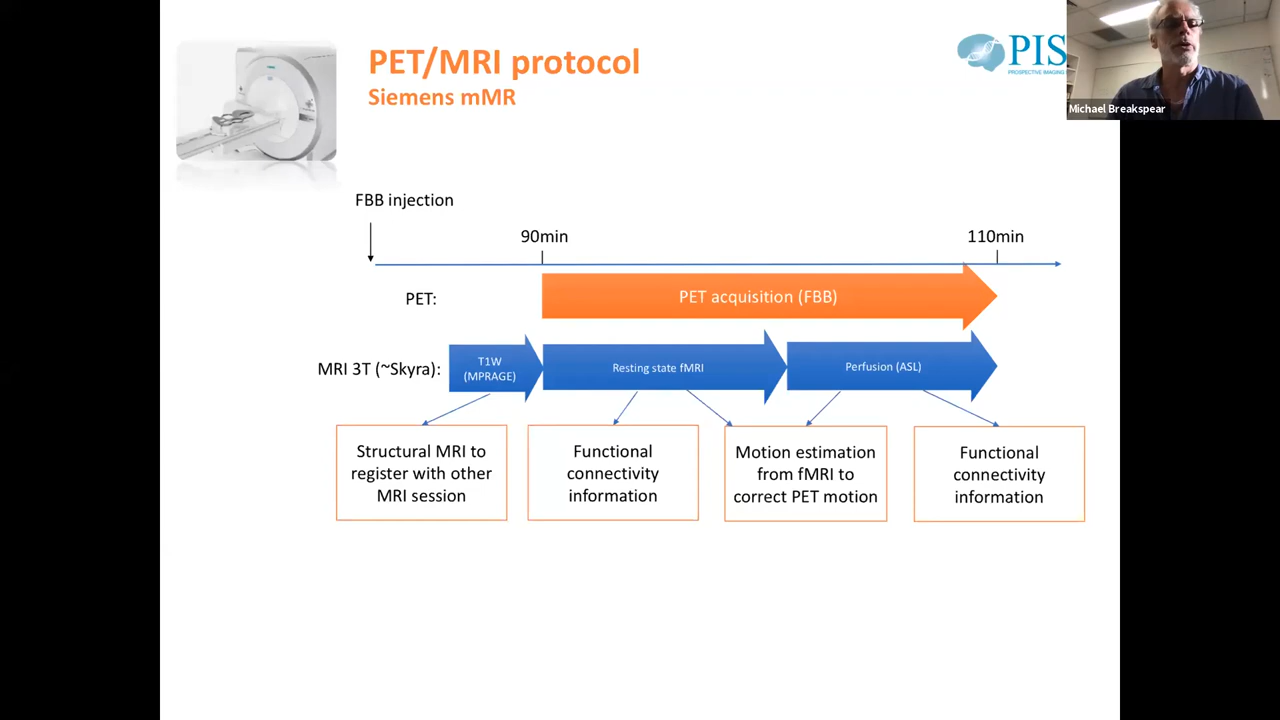 PET/MRI protocol
Siemens mMR
PIS
PROSPECTIVE IMAGING
Michael Breakspear
FBB injection
90min
110min
PET:
PET acquisition (FBB)
MRI 3T (~Skyra):
T1W
(MPRAGE)
Resting state fMRI
Perfusion (ASL)
Structural MRI to
register with other
MRI session
Functional
connectivity
information
Motion estimation
from fMRI to
correct PET motion
Functional
connectivity
information